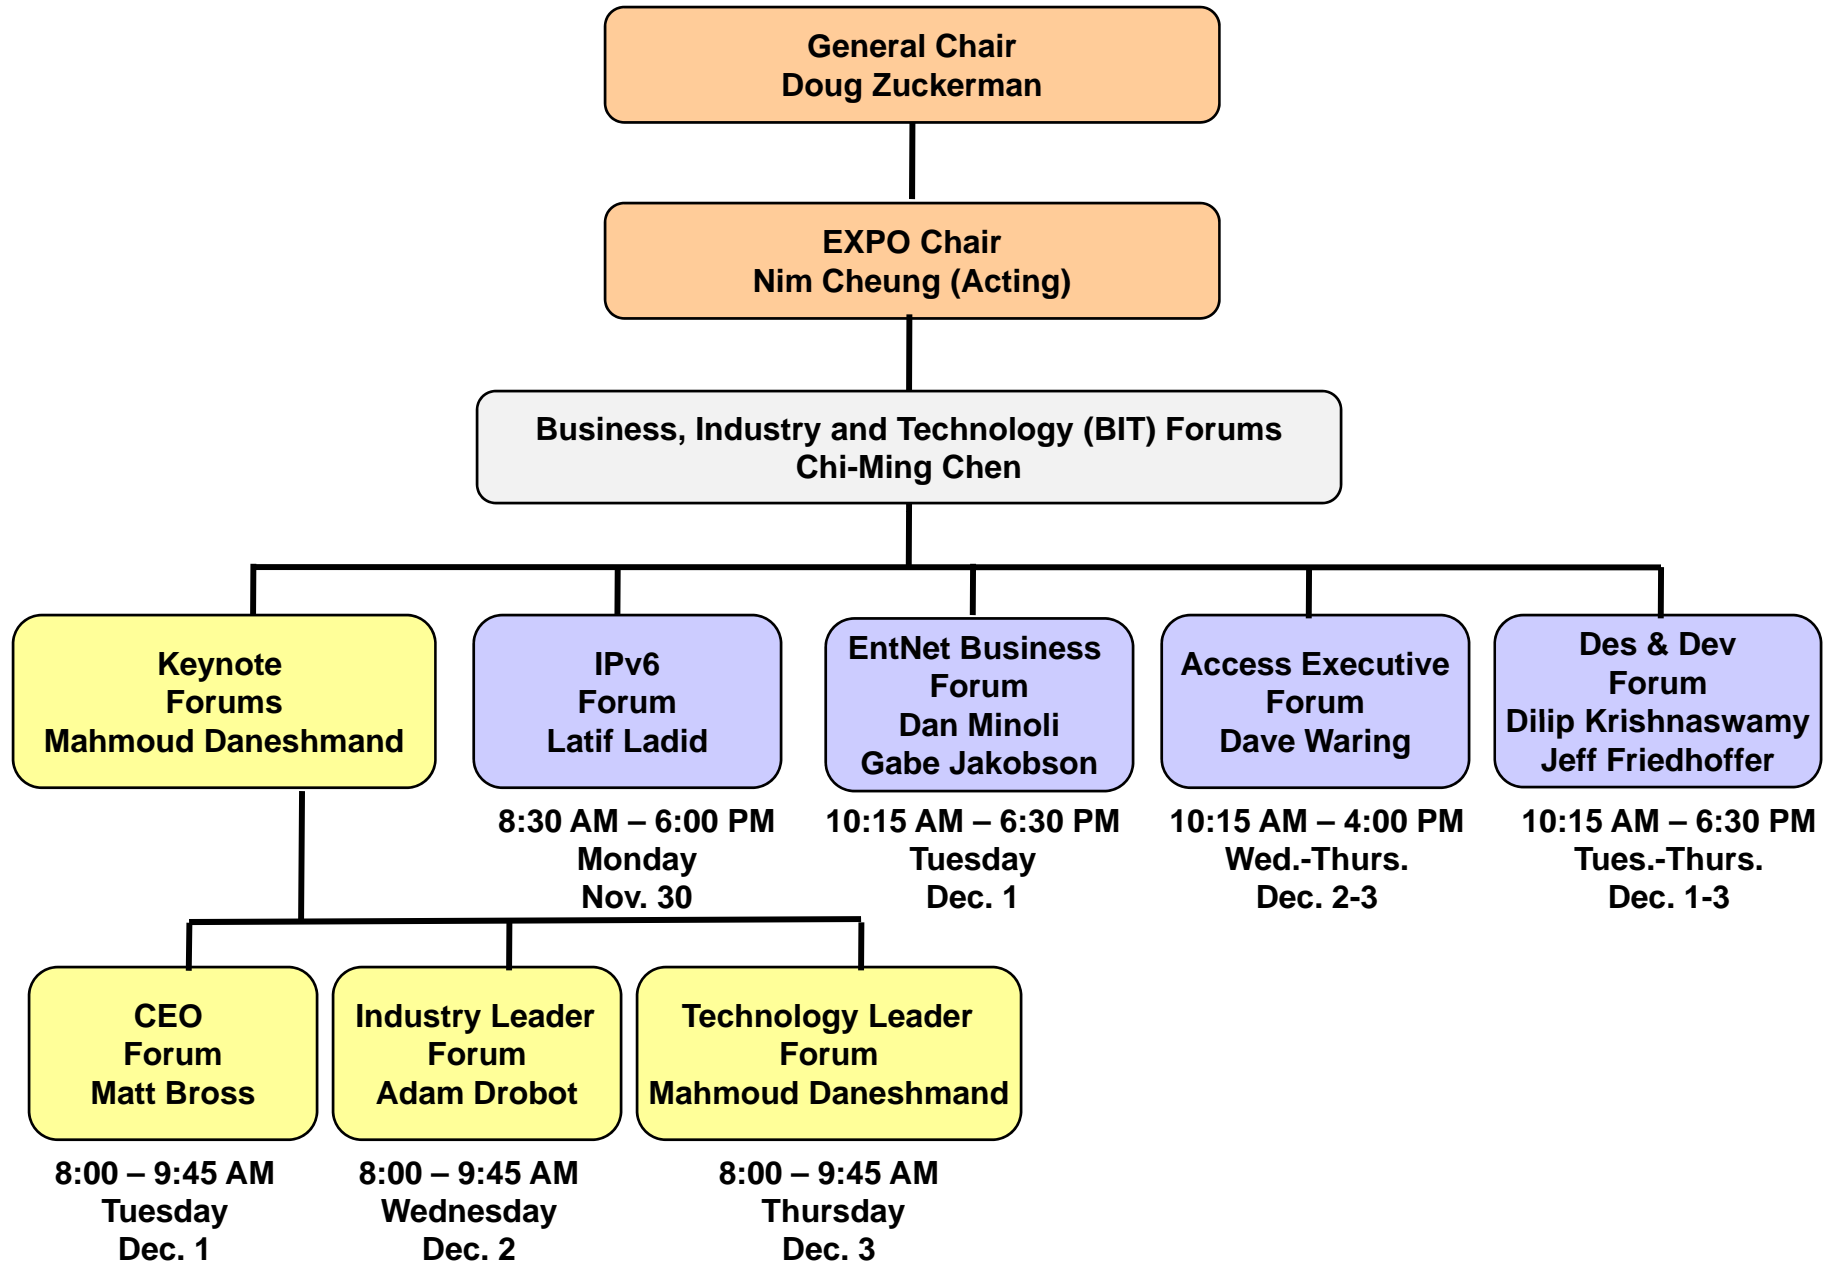 General Chair
Doug Zuckerman
EXPO Chair
Nim Cheung (Acting)
Business, Industry and Technology (BIT) Forums
Chi-Ming Chen
Keynote
Forums
Mahmoud Daneshmand
IPv6
Forum
Latif Ladid
8:30 AM – 6:00 PM
Monday
Nov. 30
EntNet Business
Forum
Dan Minoli
Gabe Jakobson
10:15 AM – 6:30 PM
Tuesday
Dec. 1
Access Executive
Forum
Dave Waring
10:15 AM – 4:00 PM
Wed.-Thurs.
Dec. 2-3
Des & Dev
Forum
Dilip Krishnaswamy
Jeff Friedhoffer
10:15 AM – 6:30 PM
Tues.-Thurs.
Dec. 1-3
CEO
Forum
Matt Bross
8:00 – 9:45 AM
Tuesday
Dec. 1
Industry Leader
Forum
Adam Drobot
8:00 – 9:45 AM
Wednesday
Dec. 2
Technology Leader
Forum
Mahmoud Daneshmand
8:00 – 9:45 AM
Thursday
Dec. 3